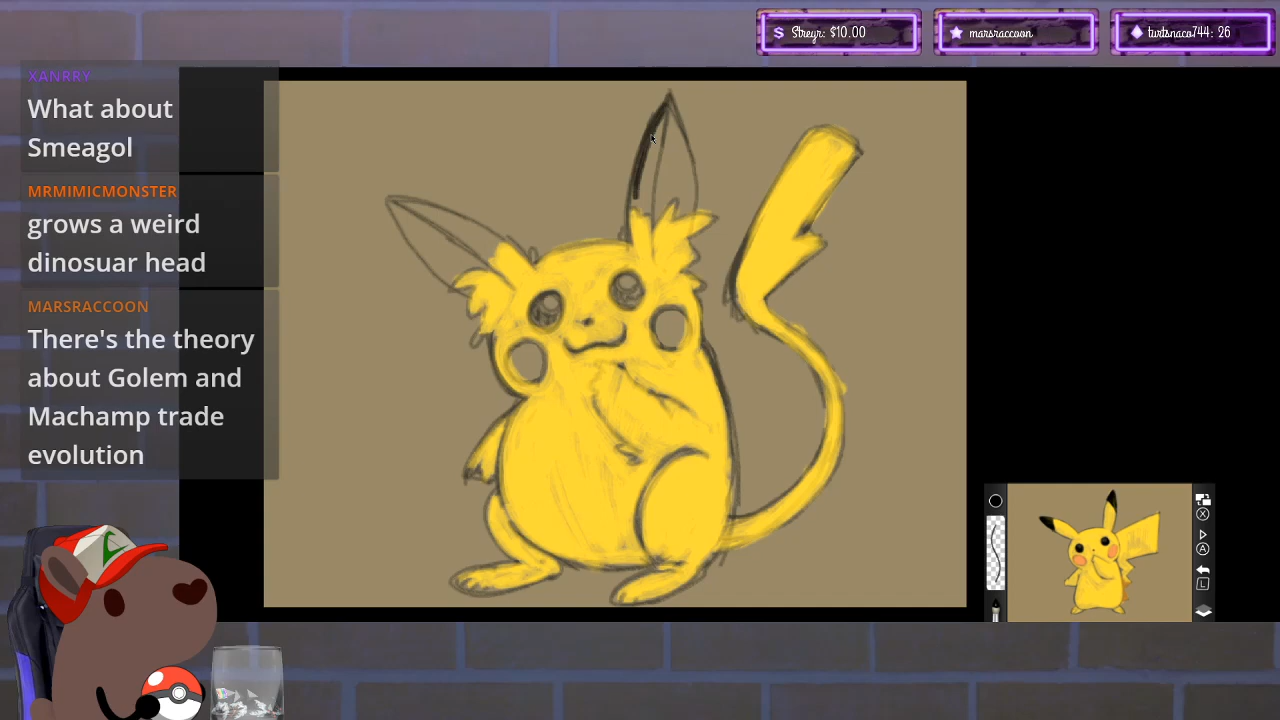 Streyr: $10.00
marsraccoon
twdsnaco744: 26
XANRRY
What about
Smeagol
MRMIMICMONSTER
grows a weird
dinosuar head
MARSRACCOON
There's the theory
about Golem and
Machamp trade
evolution
A
L